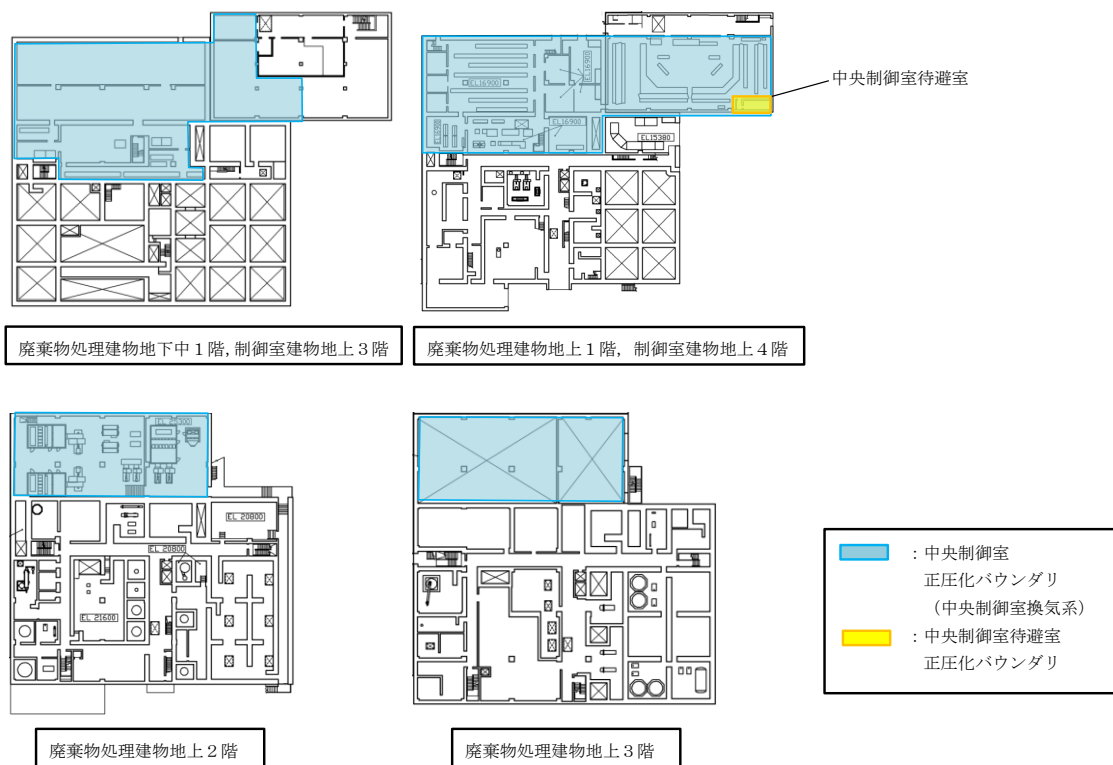 中央制御室待避室
EL16900
EL16900
EL16900
EL15380
廃棄物処理建物地下中１階,制御室建物地上３階
廃棄物処理建物地上１階，制御室建物地上４階
EL 20800
EL 20800
EL 21600
：中央制御室
正圧化バウンダリ
（中央制御室換気系）
：中央制御室待避室
正圧化バウンダリ
廃棄物処理建物地上２階
廃棄物処理建物地上３階